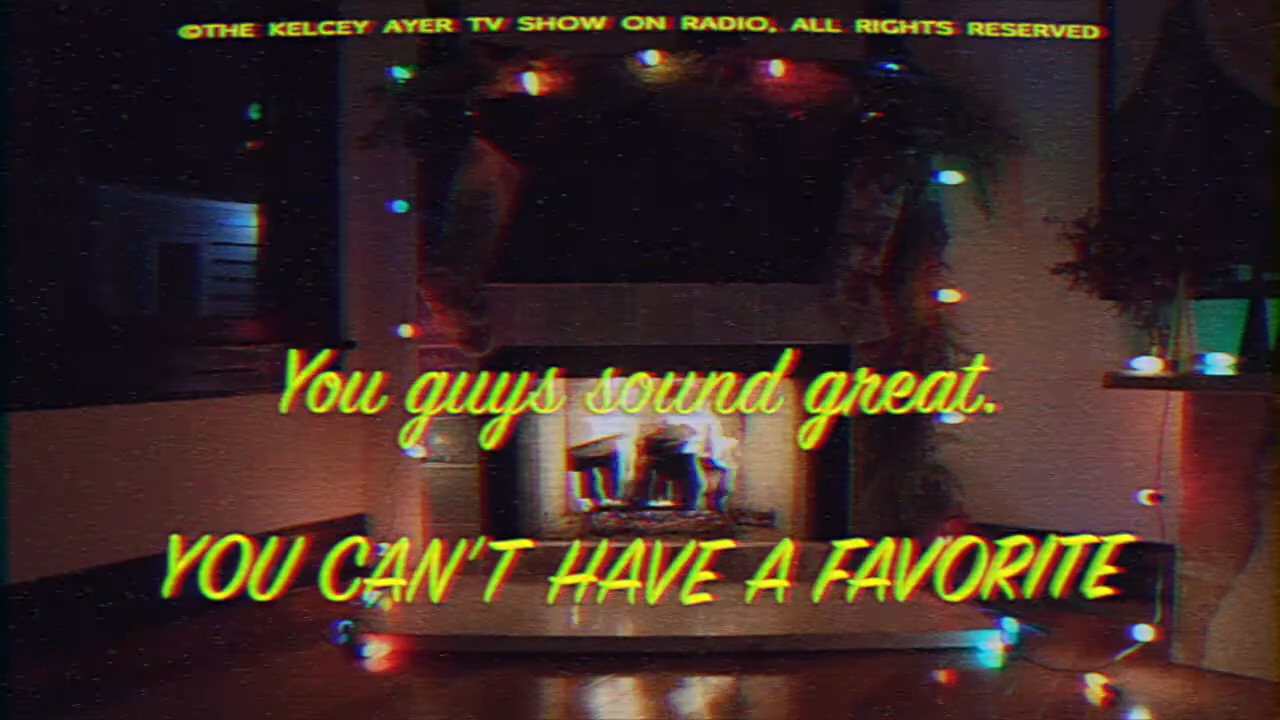 ©THE KELCEY AYER TV SHOW ON RADIO, ALL RIGHTS RESERVED
You guys sound great.
YOU CAN'T HAVE A FAVORITE